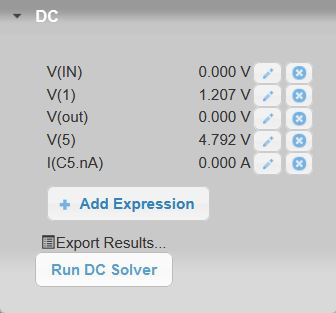 DC
V(IN) 0.000 V
V(1) 1.207 V
V(out) 0.000 V
V(5) 4.792 V
I(C5.nA) 0.000 A
+ Add Expression
Export Results...
Run DC Solver